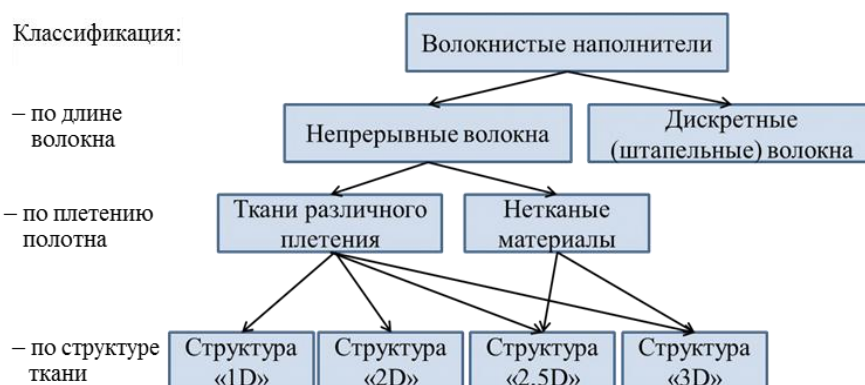 Классификация:
Волокнистые наполнители
– по длине
волокна
Непрерывные волокна
Дискретные
(штапельные) волокна
– по плетению
полотна
Ткани различного
плетения
Нетканые
материалы
– по структуре
ткани
Структура
«1D»
Структура
«2D»
Структура
«2,5D»
Структура
«3D»